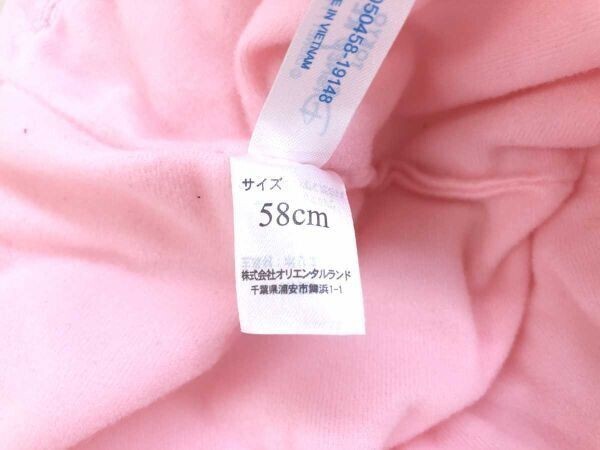 050458-19148
E IN VIETNAM
サイズ
58cm
株式会社オリエンタルランド
千葉県浦安市舞浜1-1